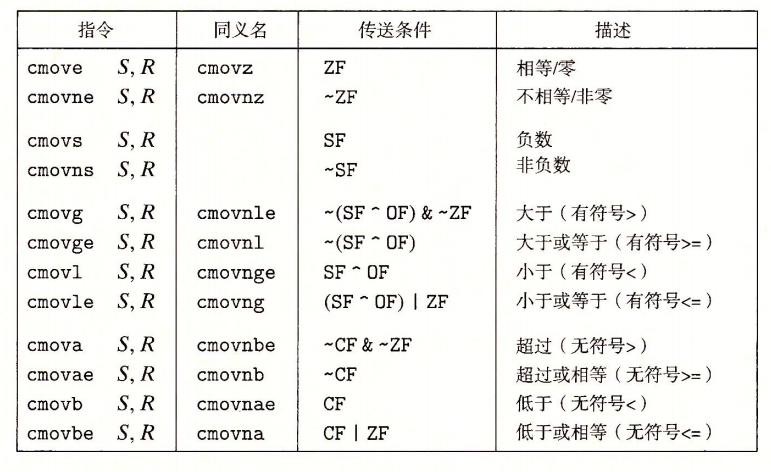 指令 同义名 传送条件 描述
cmove S, R cmovz ZF 相等/零
cmovne S, R cmovnz ~ZF 不相等/非零
cmovs S, R SF 负数
cmovns S, R ~SF 非负数
cmovg S, R cmovnle ~(SF ^ OF) & ~ZF 大于（有符号>）
cmovge S, R cmovnl ~(SF ^ OF) 大于或等于（有符号>=）
cmovl S, R cmovnge SF ^ OF 小于（有符号<）
cmovle S, R cmovng (SF ^ OF) | ZF 小于或等于（有符号<=）
cmova S, R cmovnbe ~CF & ~ZF 超过（无符号>）
cmovae S, R cmovnb ~CF 超过或相等（无符号>=）
cmovb S, R cmovnae CF 低于（无符号<）
cmovbe S, R cmovna CF | ZF 低于或相等（无符号<=）